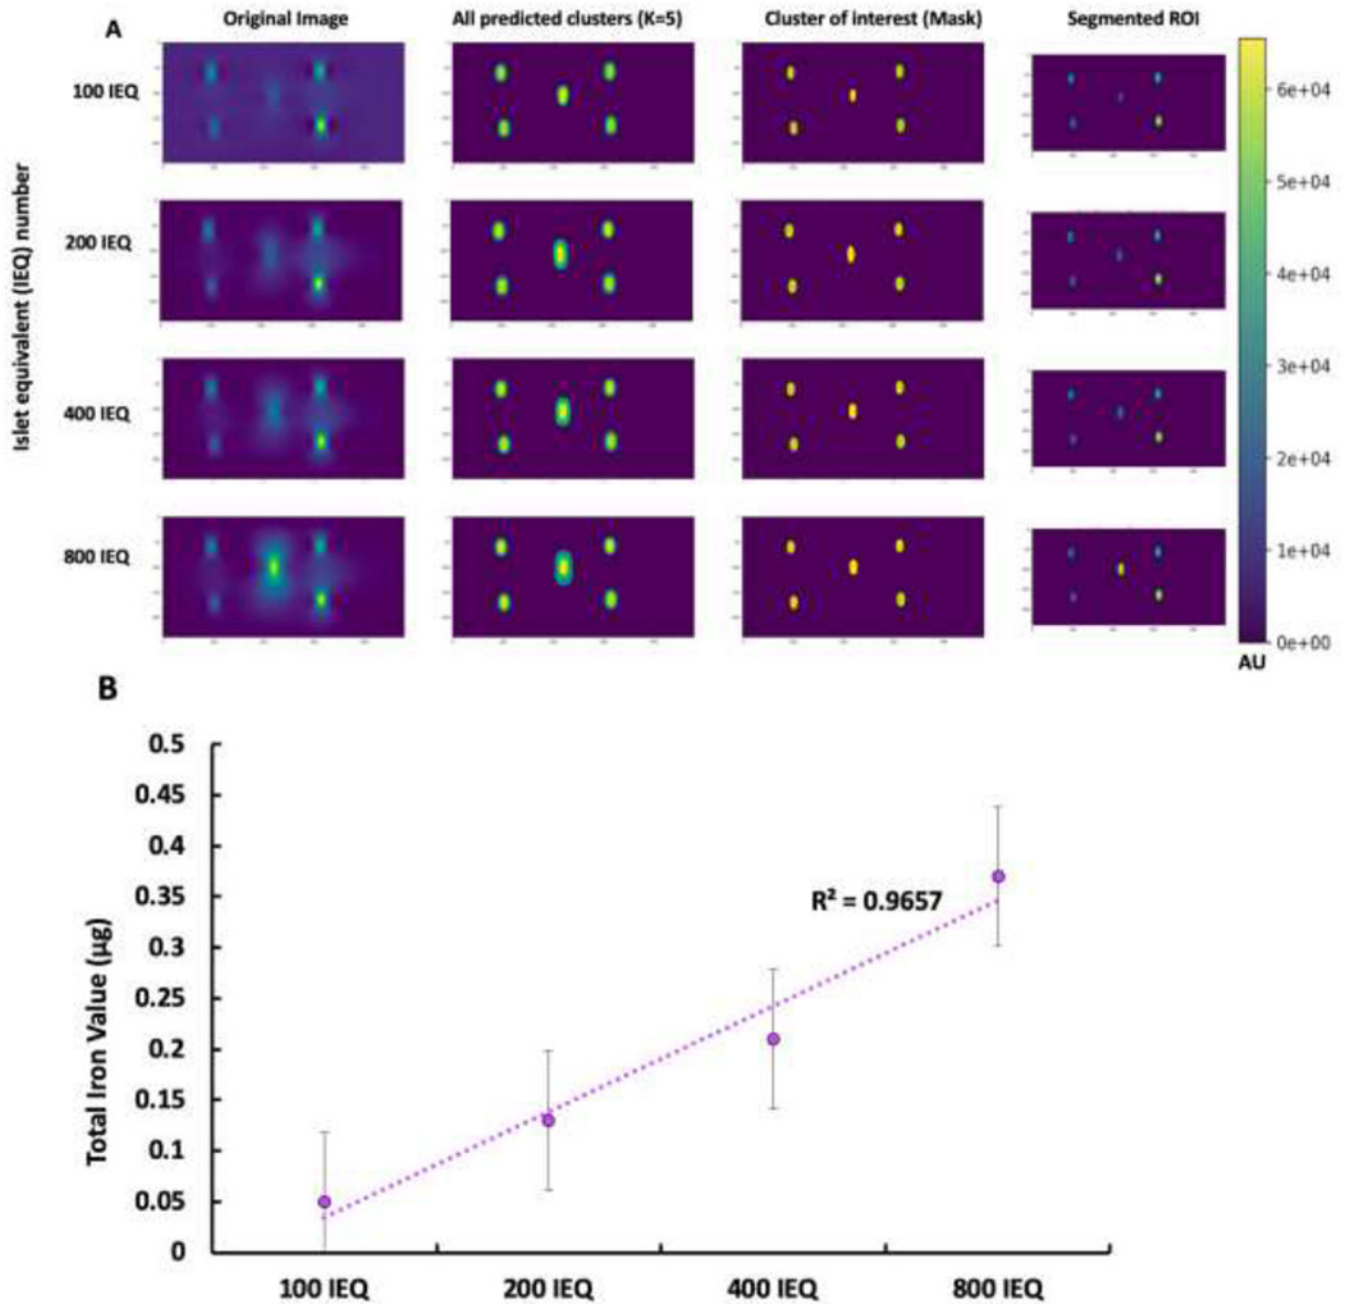 A
Original Image
All predicted clusters (K=5)
Cluster of interest (Mask)
Segmented ROI
Islet equivalent (IEQ) number
100 IEQ
200 IEQ
400 IEQ
800 IEQ
6e+04
5e+04
4e+04
3e+04
2e+04
1e+04
0e+00
AU
B
Total Iron Value (µg)
0.5
0.45
0.4
0.35
0.3
0.25
0.2
0.15
0.1
0.05
0
R² = 0.9657
100 IEQ
200 IEQ
400 IEQ
800 IEQ